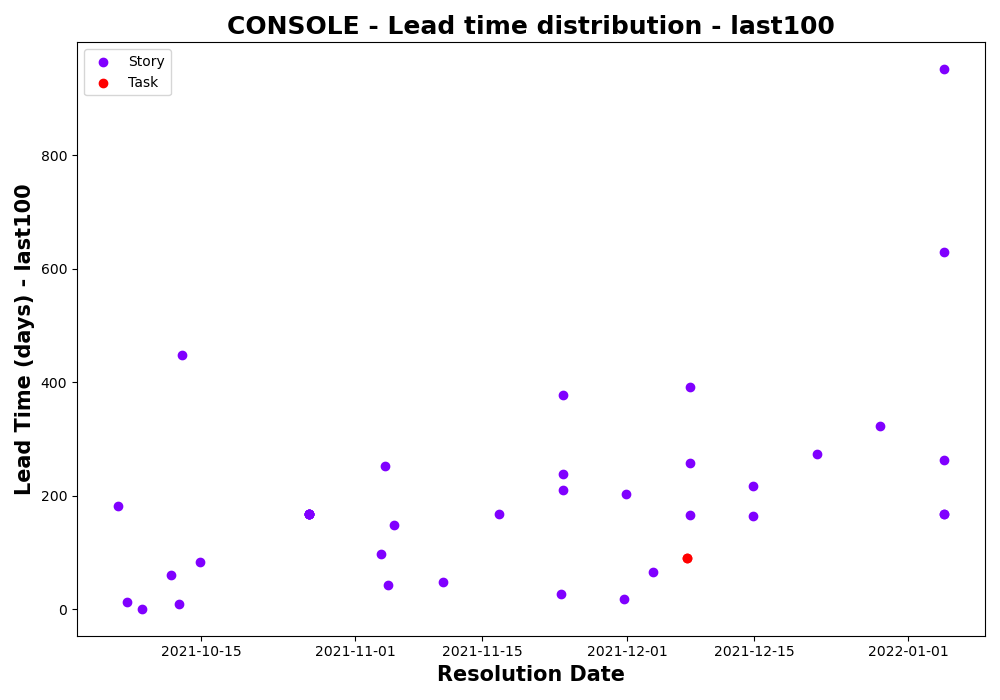 CONSOLE - Lead time distribution - last100
Story
Task
Lead Time (days) - last100
800
600
400
200
0
2021-10-15
2021-11-01
2021-11-15
2021-12-01
2021-12-15
2022-01-01
Resolution Date